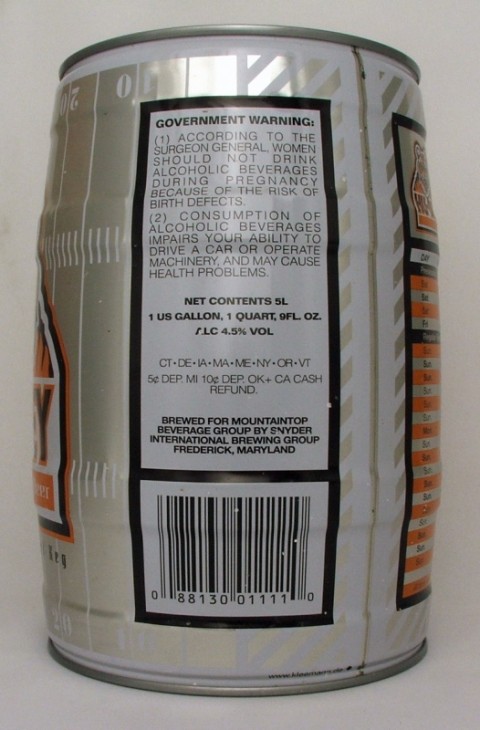 GOVERNMENT WARNING:
(1) ACCORDING TO THE
SURGEON GENERAL, WOMEN
SHOULD NOT DRINK
ALCOHOLIC BEVERAGES
DURING PREGNANCY
BECAUSE OF THE RISK OF
BIRTH DEFECTS.
(2) CONSUMPTION OF
ALCOHOLIC BEVERAGES
IMPAIRS YOUR ABILITY TO
DRIVE A CAR OR OPERATE
MACHINERY, AND MAY CAUSE
HEALTH PROBLEMS.
NET CONTENTS 5L
1 US GALLON, 1 QUART, 9FL. OZ.
ALC 4.5% VOL
CT•DE•IA•MA•ME•NY•OR•VT
5¢ DEP. MI 10¢ DEP. OK+ CA CASH
REFUND.
BREWED FOR MOUNTAINTOP
BEVERAGE GROUP BY SNYDER
INTERNATIONAL BREWING GROUP
FREDERICK, MARYLAND
0 88130 01111 0